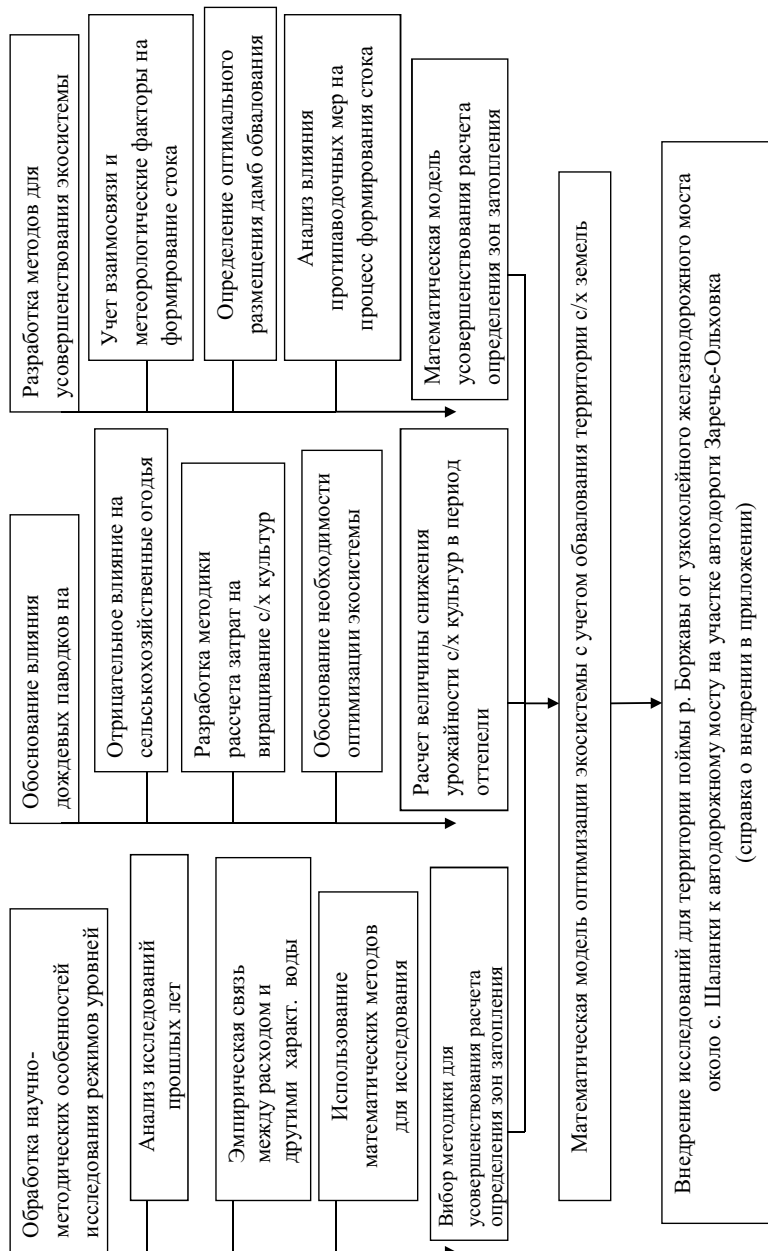 Обработка научно-
методических особенностей
исследования режимов уровней
Анализ исследований
прошлых лет
Эмпирическая связь
между расходом и
другими характ. воды
Использование
математических методов
для исследования
Вибор методики для
усовершенствования расчета
определения зон затопления
Обоснование влияния
дождевых паводков на
Отрицательное влияние на
сельскохозяйственные огодья
Разработка методики
рассчета затрат на
виращивание с/х культур
Обоснование необходимости
оптимизации экосистемы
Расчет величины снижения
урожайности с/х культур в период
оттепели
Разработка методов для
усовершенствования экосистемы
Учет взаимосвязи и
метеорологические факторы на
формирование стока
Определение оптимального
размещения дамб обвалования
Анализ влияния
протипаводочных мер на
процесс формирования стока
Математическая модель
усовершенствования расчета
определения зон затопления
Математическая модель оптимизации экосистемы с учетом обвалования территории с/х земель
Внедрение исследований для территории поймы р. Боржавы от узкоколейного железнодорожного моста
около с. Шаланки к автодорожному мосту на участке автодороги Заречье-Ольховка
(справка о внедрении в приложении)